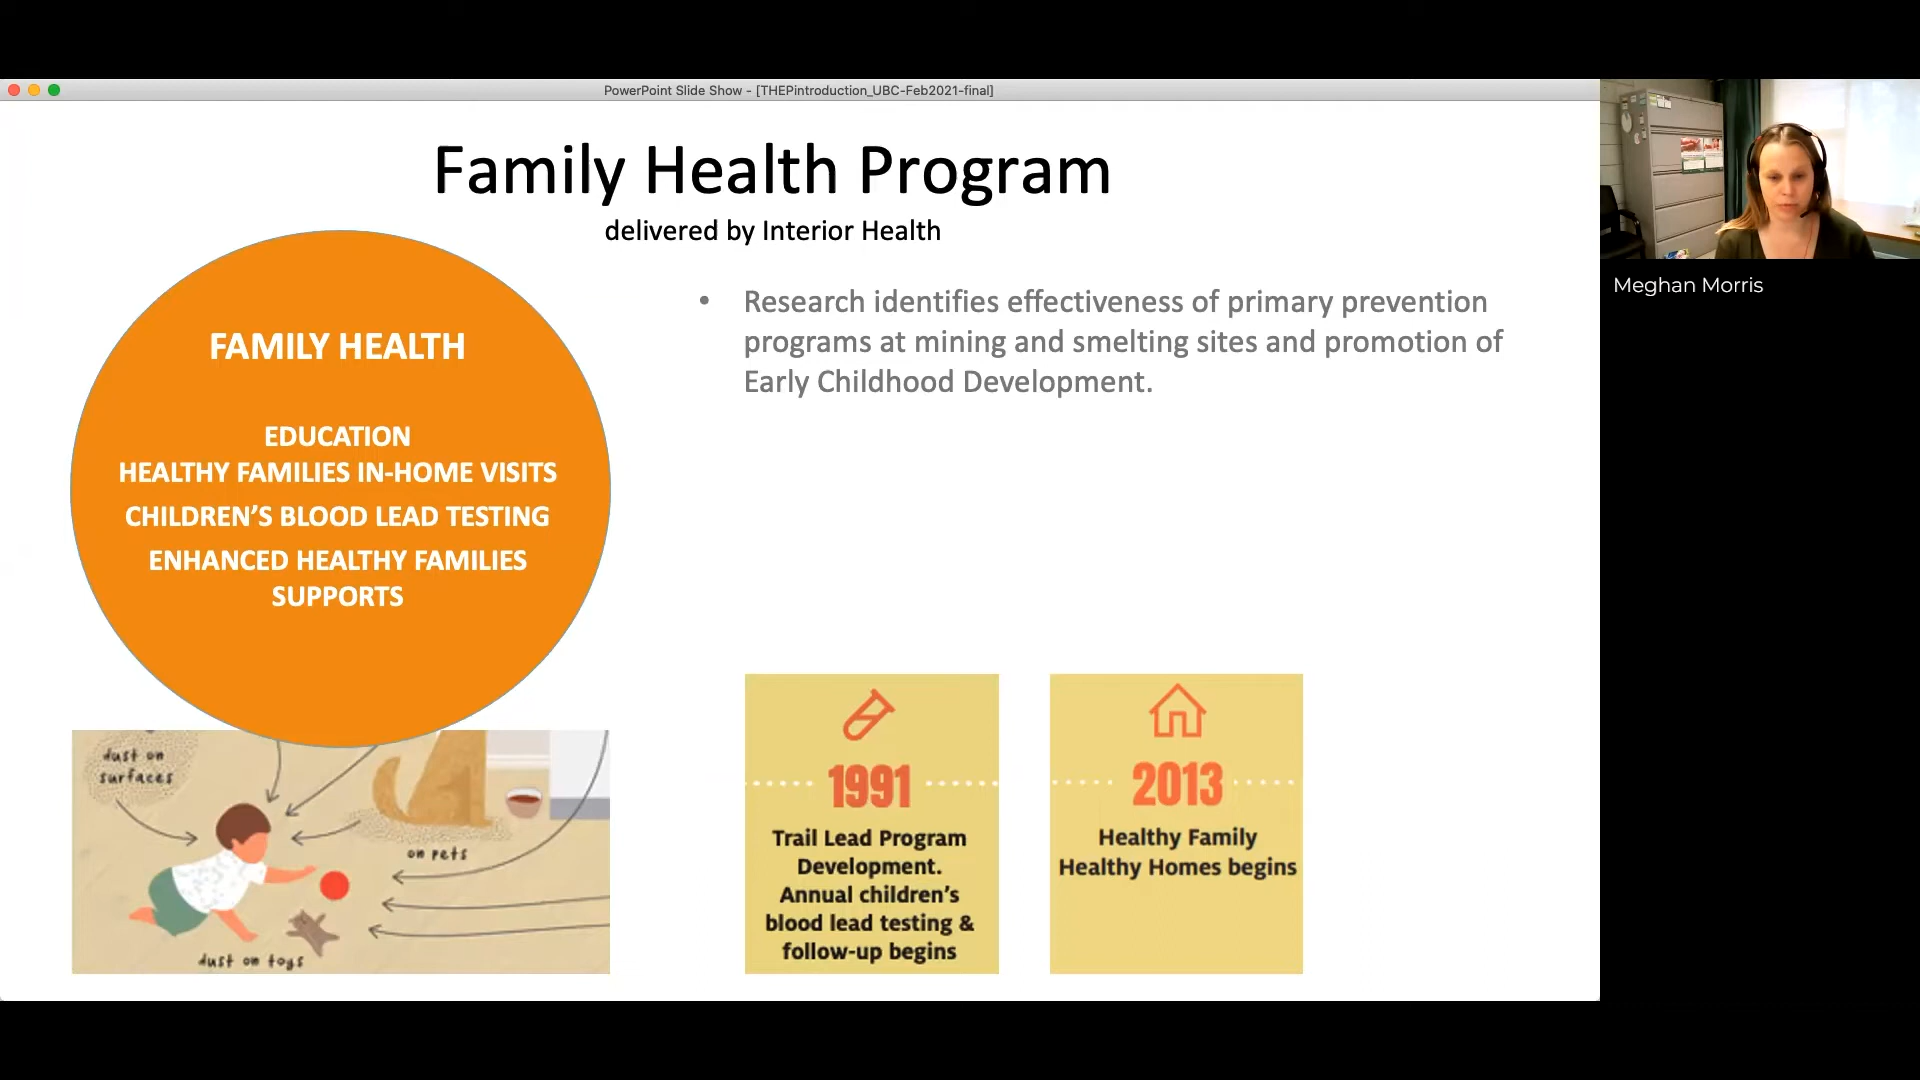 PowerPoint Slide Show - [THEPintroduction_UBC-Feb2021-final]
Family Health Program
delivered by Interior Health
FAMILY HEALTH
EDUCATION
HEALTHY FAMILIES IN-HOME VISITS
CHILDREN’S BLOOD LEAD TESTING
ENHANCED HEALTHY FAMILIES
SUPPORTS
• Research identifies effectiveness of primary prevention
programs at mining and smelting sites and promotion of
Early Childhood Development.
dust on
surfaces
on pets
dust on toys
1991
Trail Lead Program
Development.
Annual children’s
blood lead testing &
follow-up begins
2013
Healthy Family
Healthy Homes begins
Meghan Morris